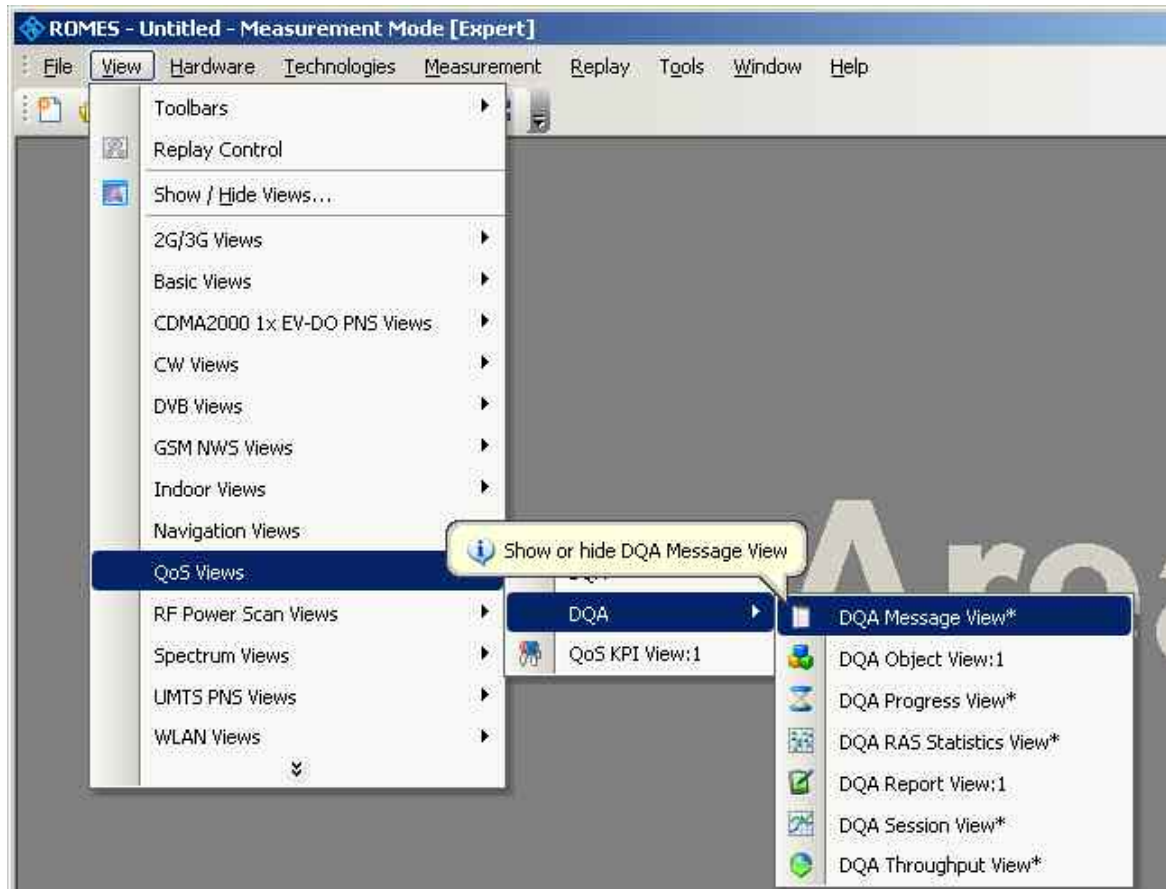 ROMES - Untitled - Measurement Mode [Expert]
File View Hardware Technologies Measurement Replay Tools Window Help
Toolbars
Replay Control
Show / Hide Views...
2G/3G Views
Basic Views
CDMA2000 1x EV-DO PNS Views
CW Views
DVB Views
GSM NWS Views
Indoor Views
Navigation Views
QoS Views
RF Power Scan Views
Spectrum Views
UMTS PNS Views
WLAN Views
Show or hide DQA Message View
DQA
QoS KPI View:1
DQA Message View*
DQA Object View:1
DQA Progress View*
DQA RAS Statistics View*
DQA Report View:1
DQA Session View*
DQA Throughput View*